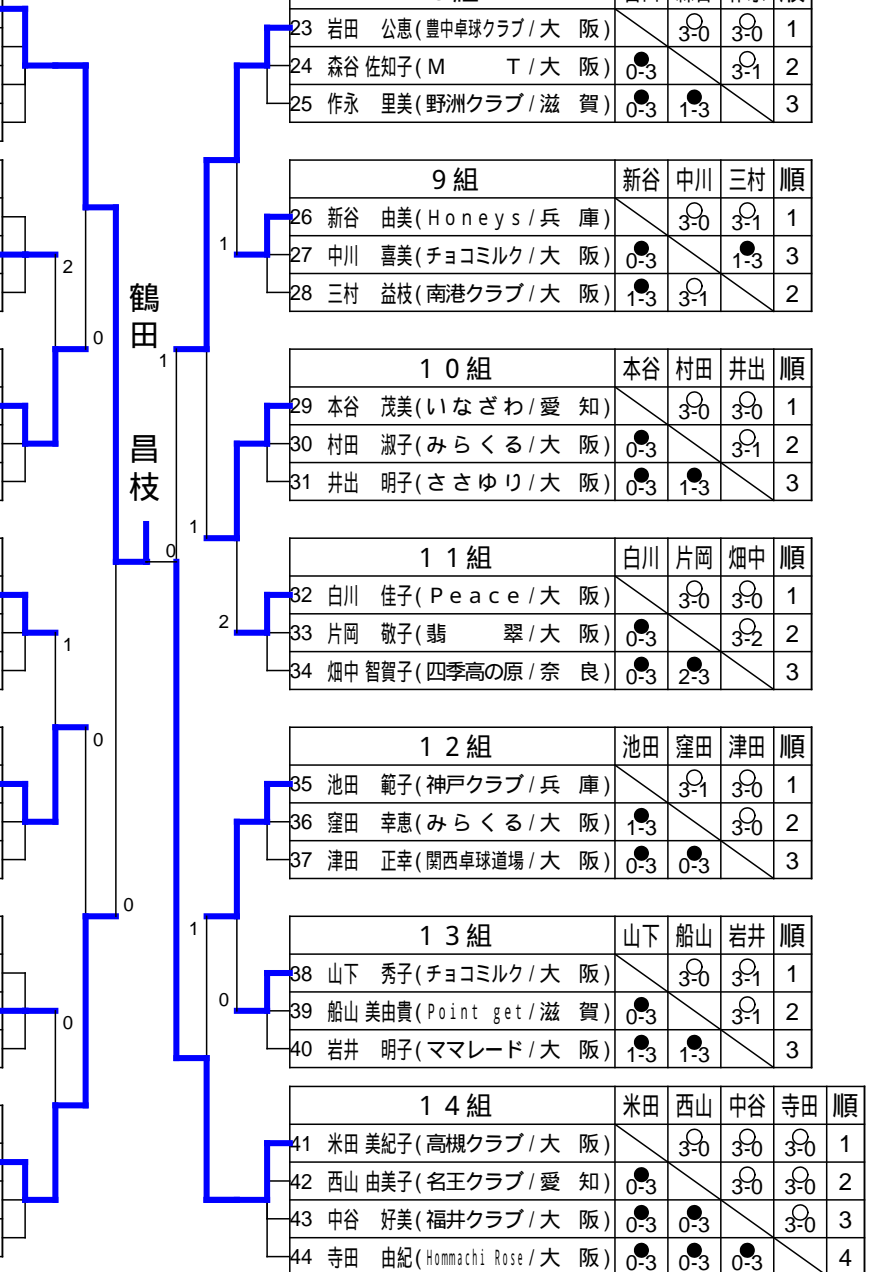 23 岩田 公恵(豊中卓球クラブ/大 阪) 3-0 3-0 1
24 森谷 佐知子(M T/大 阪) 0-3 3-1 2
25 作永 里美(野洲クラブ/滋 賀) 0-3 1-3 3
9組 新谷 中川 三村 順
26 新谷 由美(Honeys/兵 庫) 3-0 3-1 1
27 中川 喜美(チョコミルク/大 阪) 0-3 1-3 3
28 三村 益枝(南港クラブ/大 阪) 1-3 3-1 2
10組 本谷 村田 井出 順
29 本谷 茂美(いなざわ/愛 知) 3-0 3-0 1
30 村田 淑子(みらくる/大 阪) 0-3 3-1 2
31 井出 明子(ささゆり/大 阪) 0-3 1-3 3
11組 白川 片岡 畑中 順
32 白川 佳子(Peace/大 阪) 3-0 3-0 1
33 片岡 敬子(翡 翠/大 阪) 0-3 3-2 2
34 畑中 智賀子(四季高の原/奈 良) 0-3 2-3 3
12組 池田 窪田 津田 順
35 池田 範子(神戸クラブ/兵 庫) 3-1 3-0 1
36 窪田 幸恵(みらくる/大 阪) 1-3 3-0 2
37 津田 正幸(関西卓球道場/大 阪) 0-3 0-3 3
13組 山下 船山 岩井 順
38 山下 秀子(チョコミルク/大 阪) 3-0 3-1 1
39 船山 美由貴(Point get/滋 賀) 0-3 3-1 2
40 岩井 明子(ママレード/大 阪) 1-3 1-3 3
14組 米田 西山 中谷 寺田 順
41 米田 美紀子(高槻クラブ/大 阪) 3-0 3-0 3-0 1
42 西山 由美子(名王クラブ/愛 知) 0-3 3-0 3-0 2
43 中谷 好美(福井クラブ/大 阪) 0-3 0-3 3-0 3
44 寺田 由紀(Hommachi Rose/大 阪) 0-3 0-3 0-3 4
鶴田 昌枝
2
0
1
0
0
0
1
1
1
2
0
1
0